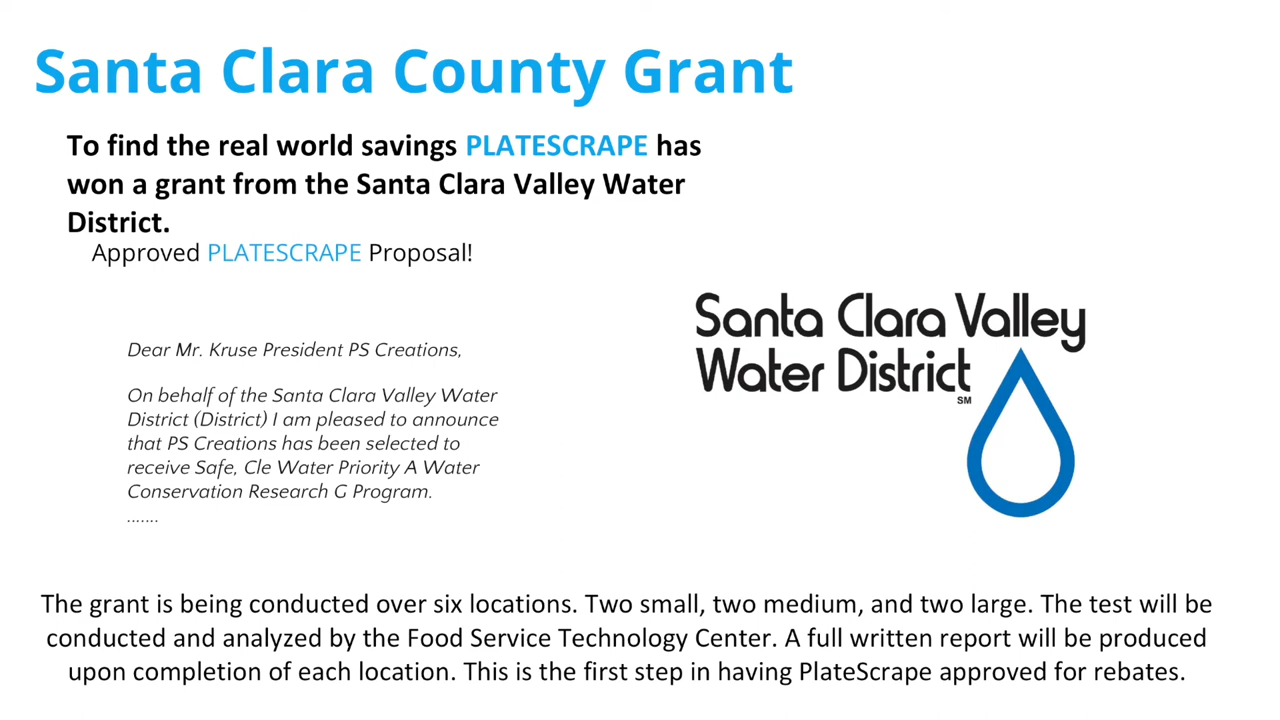 Santa Clara County Grant
To find the real world savings PLATESCRAPE has
won a grant from the Santa Clara Valley Water
District.
Approved PLATESCRAPE Proposal!
Dear Mr. Kruse President PS Creations,
On behalf of the Santa Clara Valley Water
District (District) I am pleased to announce
that PS Creations has been selected to
receive Safe, Cle Water Priority A Water
Conservation Research G Program.
.......
Santa Clara Valley
Water District
SM
The grant is being conducted over six locations. Two small, two medium, and two large. The test will be
conducted and analyzed by the Food Service Technology Center. A full written report will be produced
upon completion of each location. This is the first step in having PlateScrape approved for rebates.